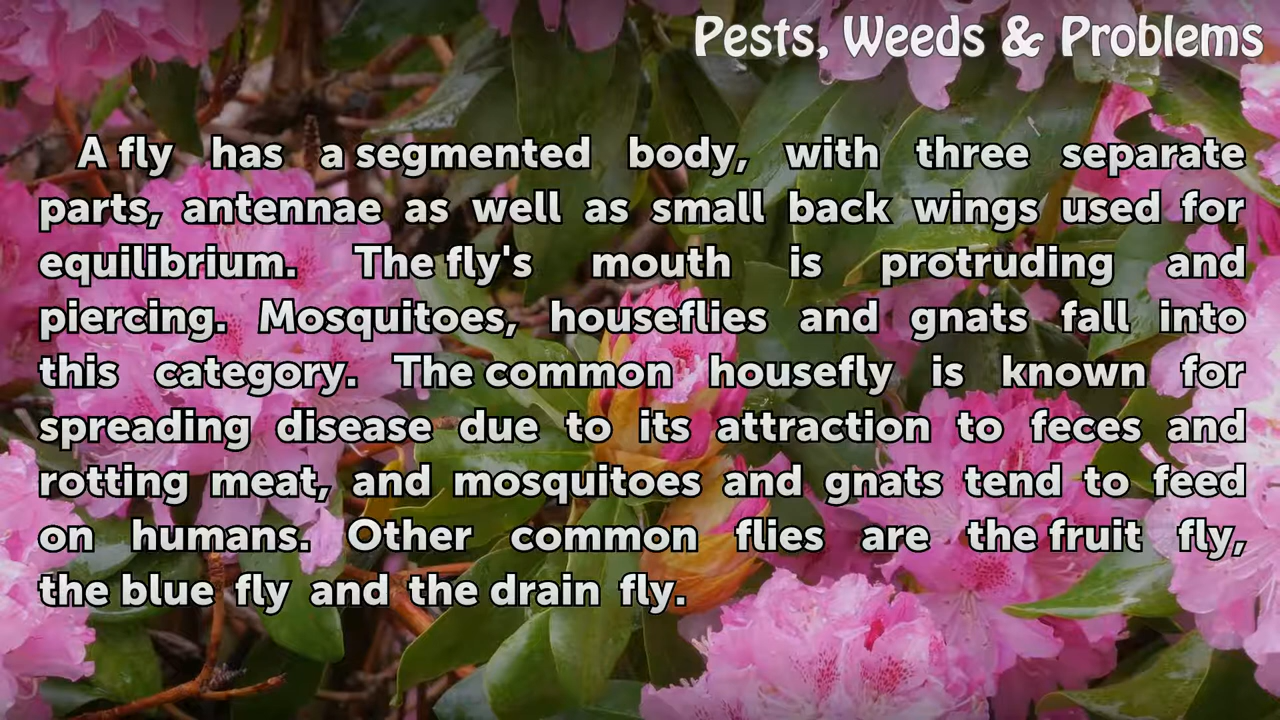 Pests, Weeds & Problems
A fly has a segmented body, with three separate
parts, antennae as well as small back wings used for
equilibrium. The fly's mouth is protruding and
piercing. Mosquitoes, houseflies and gnats fall into
this category. The common housefly is known for
spreading disease due to its attraction to feces and
rotting meat, and mosquitoes and gnats tend to feed
on humans. Other common flies are the fruit fly,
the blue fly and the drain fly.